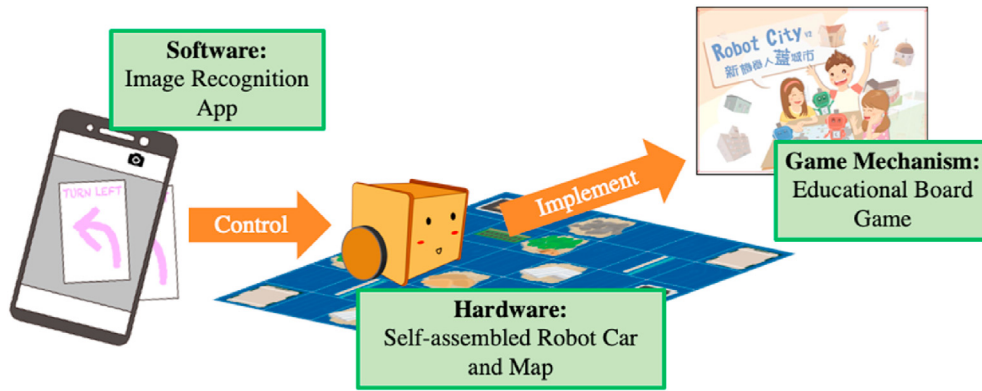 Software:
Image Recognition
App
TURN LEFT
Control
Hardware:
Self-assembled Robot Car
and Map
Implement
Robot City V2
新機器人蓋城市
Game Mechanism:
Educational Board
Game